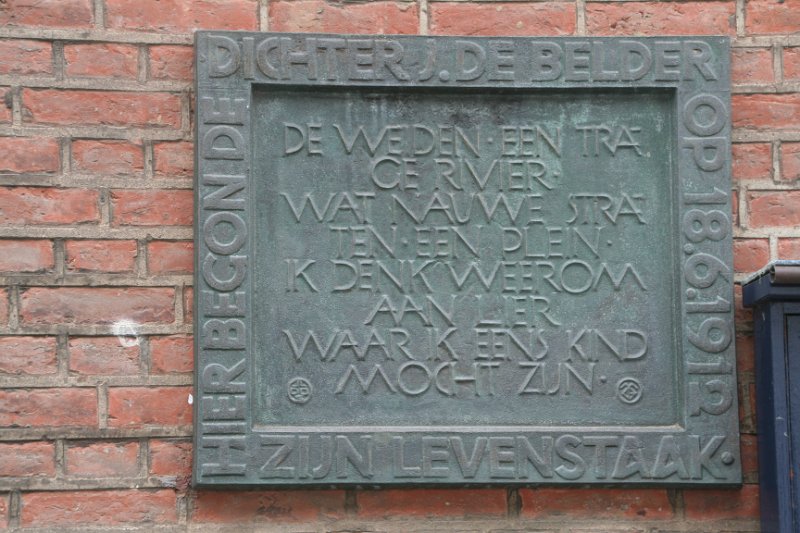 HIER BEGON DE
DICHTER J. DE BELDER
OP 18.6.1912
ZIJN LEVENSTAAK.
DE WEIDEN · EEN TRA
GE RIVIER ·
WAT NAUWE STRA
TEN · EEN PLEIN ·
IK DENK WEEROM
AAN LIER
WAAR IK EENS KIND
MOCHT ZIJN ·